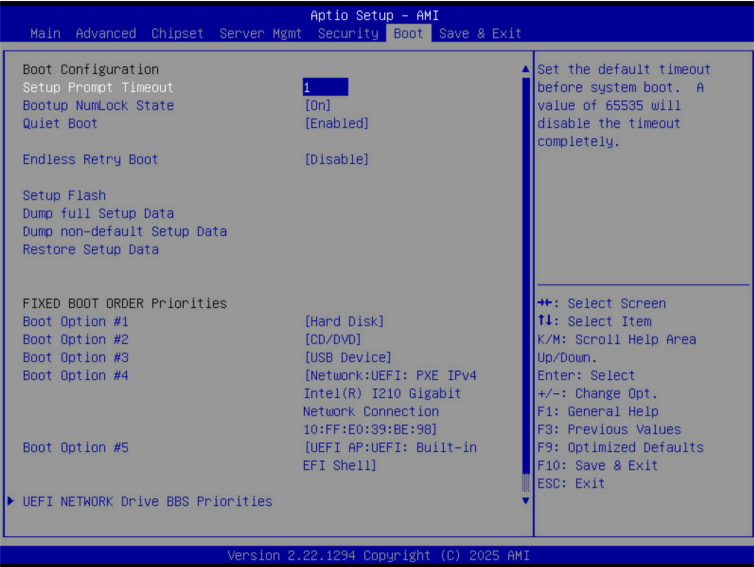 Aptio Setup – AMI
Main Advanced Chipset Server Mgmt Security Boot Save & Exit
Boot Configuration
Setup Prompt Timeout 1
Bootup NumLock State [On]
Quiet Boot [Enabled]
Endless Retry Boot [Disable]
Setup Flash
Dump full Setup Data
Dump non-default Setup Data
Restore Setup Data
FIXED BOOT ORDER Priorities
Boot Option #1 [Hard Disk]
Boot Option #2 [CD/DVD]
Boot Option #3 [USB Device]
Boot Option #4 [Network:UEFI: PXE IPv4
Intel(R) I210 Gigabit
Network Connection
10:FF:E0:39:BE:98]
Boot Option #5 [UEFI AP:UEFI: Built-in
EFI Shell]
UEFI NETWORK Drive BBS Priorities
Set the default timeout
before system boot. A
value of 65535 will
disable the timeout
completely.
→←: Select Screen
↑↓: Select Item
K/M: Scroll Help Area
Up/Down.
Enter: Select
+/-: Change Opt.
F1: General Help
F3: Previous Values
F9: Optimized Defaults
F10: Save & Exit
ESC: Exit
Version 2.22.1294 Copyright (C) 2025 AMI